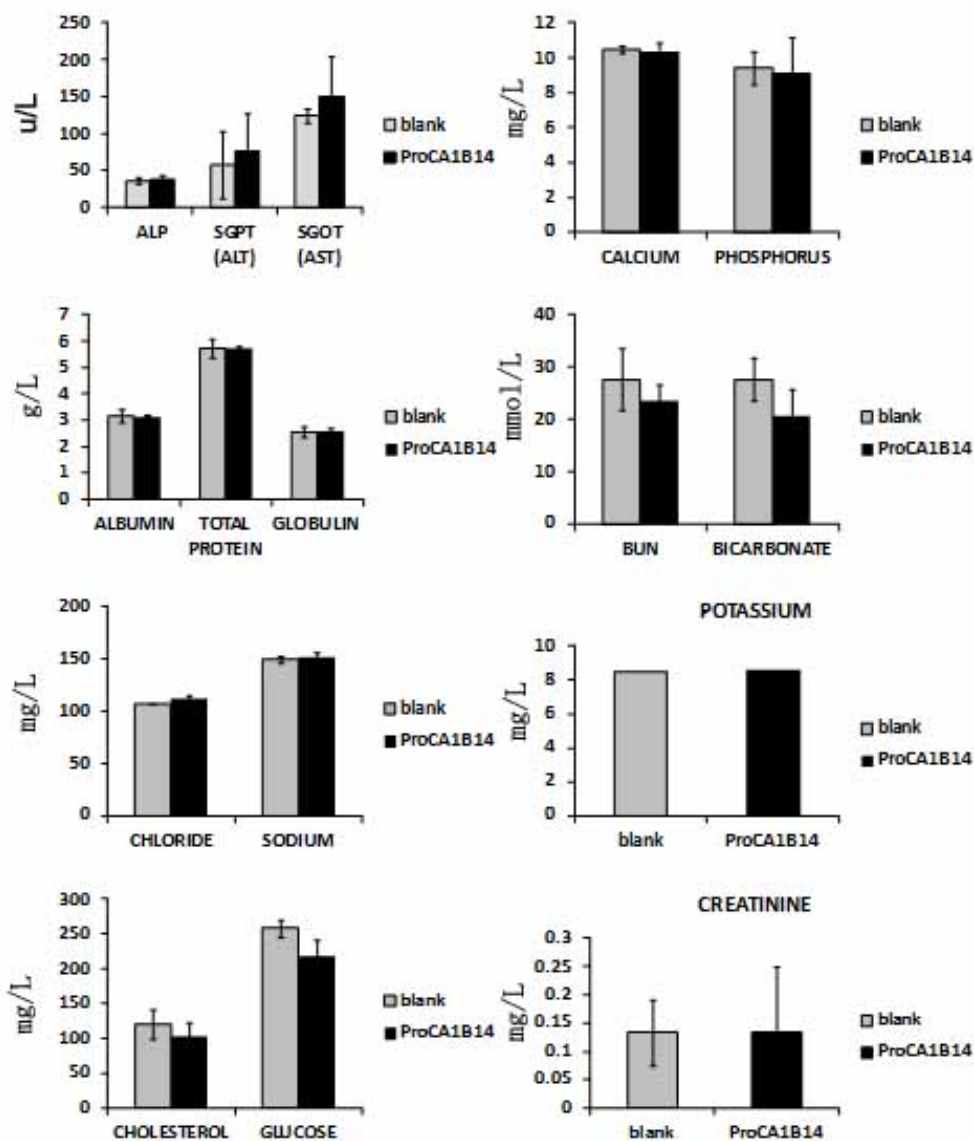 250
200
150
100
50
0
u/L
ALP
SGPT
(ALT)
SGOT
(AST)
blank
ProCA1B14
12
10
8
6
4
2
0
mg/L
CALCIUM
PHOSPHORUS
blank
ProCA1B14
7
6
5
4
3
2
1
0
g/L
ALBUMIN
TOTAL
PROTEIN
GLOBULIN
blank
ProCA1B14
40
30
20
10
0
mmol/L
BUN
BICARBONATE
blank
ProCA1B14
200
150
100
50
0
mg/L
CHLORIDE
SODIUM
blank
ProCA1B14
POTASSIUM
10
8
6
4
2
0
mg/L
blank
ProCA1B14
blank
ProCA1B14
300
250
200
150
100
50
0
mg/L
CHOLESTEROL
GLUCOSE
blank
ProCA1B14
CREATININE
0.3
0.25
0.2
0.15
0.1
0.05
0
mg/L
blank
ProCA1B14
blank
ProCA1B14